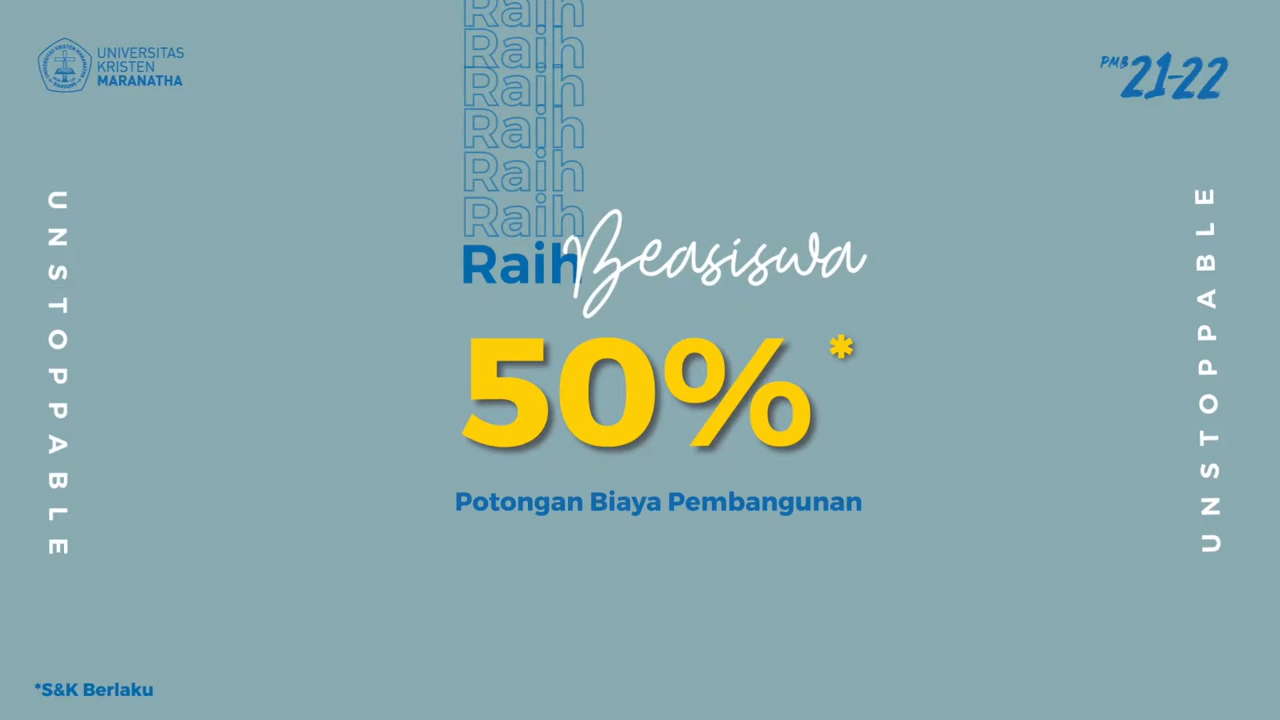 UNIVERSITAS
KRISTEN
MARANATHA
PMB 21-22
UNSTOPPABLE
Raih
Raih
Raih
Raih
Raih
Raih
Raih Beasiswa
50%*
Potongan Biaya Pembangunan
UNSTOPPABLE
*S&K Berlaku